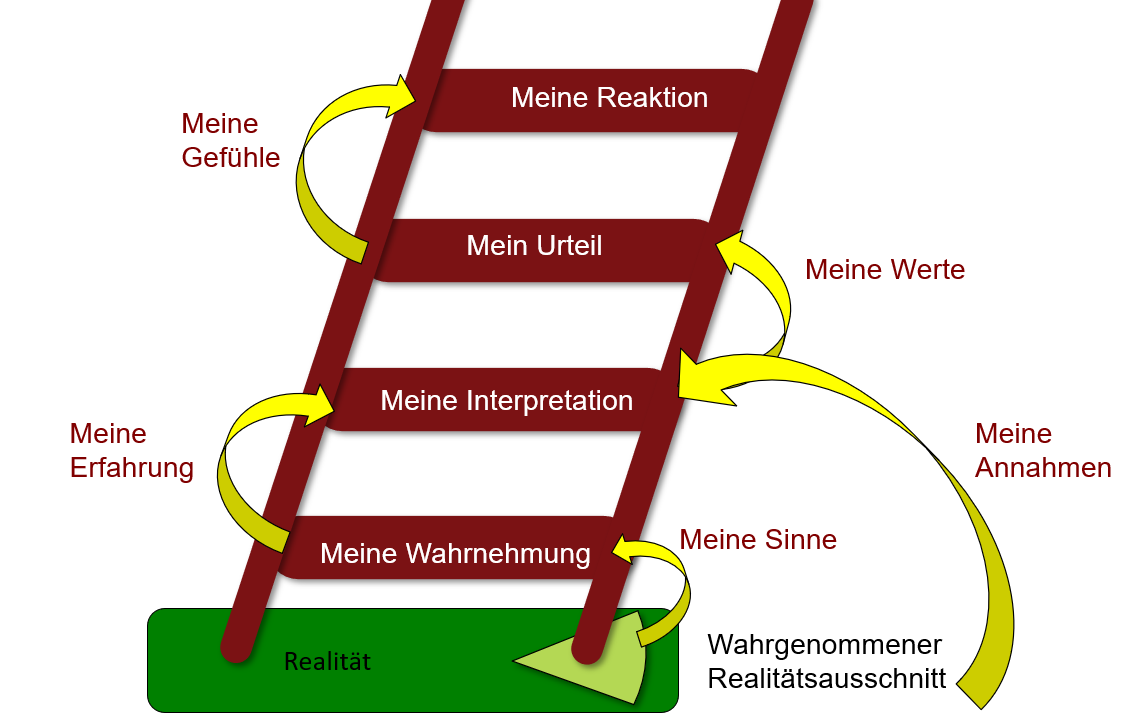 Meine Reaktion
Meine
Gefühle
Mein Urteil
Meine Werte
Meine Interpretation
Meine
Erfahrung
Meine
Annahmen
Meine Wahrnehmung
Meine Sinne
Realität
Wahrgenommener
Realitätsausschnitt